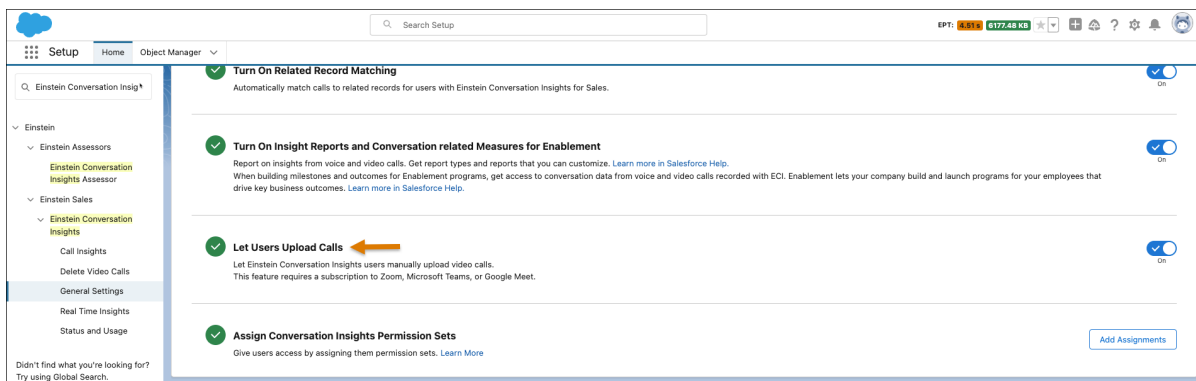 Search Setup
EPT: 4.51 s 6177.48 KB
Setup
Home
Object Manager
Einstein Conversation Insig
Einstein
Einstein Assessors
Einstein Conversation
Insights Assessor
Einstein Sales
Einstein Conversation
Insights
Call Insights
Delete Video Calls
General Settings
Real Time Insights
Status and Usage
Didn't find what you're looking for?
Try using Global Search.
Turn On Related Record Matching
Automatically match calls to related records for users with Einstein Conversation Insights for Sales.
On
Turn On Insight Reports and Conversation related Measures for Enablement
Report on insights from voice and video calls. Get report types and reports that you can customize. Learn more in Salesforce Help.
When building milestones and outcomes for Enablement programs, get access to conversation data from voice and video calls recorded with ECI. Enablement lets your company build and launch programs for your employees that
drive key business outcomes. Learn more in Salesforce Help.
On
Let Users Upload Calls
Let Einstein Conversation Insights users manually upload video calls.
This feature requires a subscription to Zoom, Microsoft Teams, or Google Meet.
On
Assign Conversation Insights Permission Sets
Give users access by assigning them permission sets. Learn More
Add Assignments